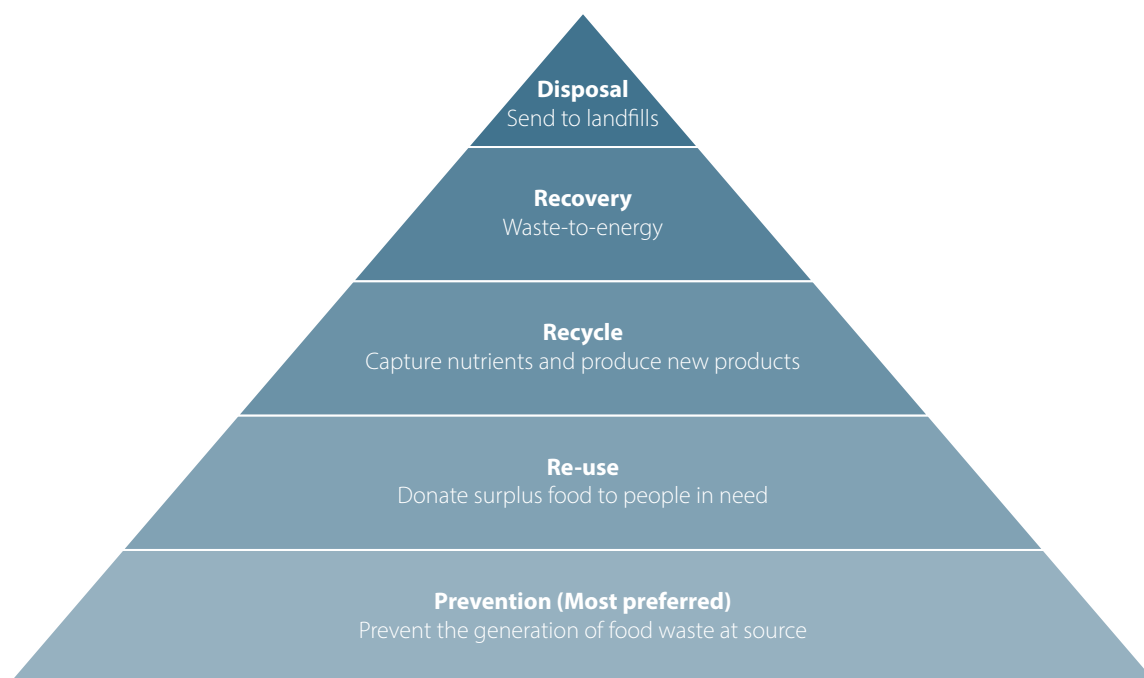 Disposal
Send to landfills
Recovery
Waste-to-energy
Recycle
Capture nutrients and produce new products
Re-use
Donate surplus food to people in need
Prevention (Most preferred)
Prevent the generation of food waste at source